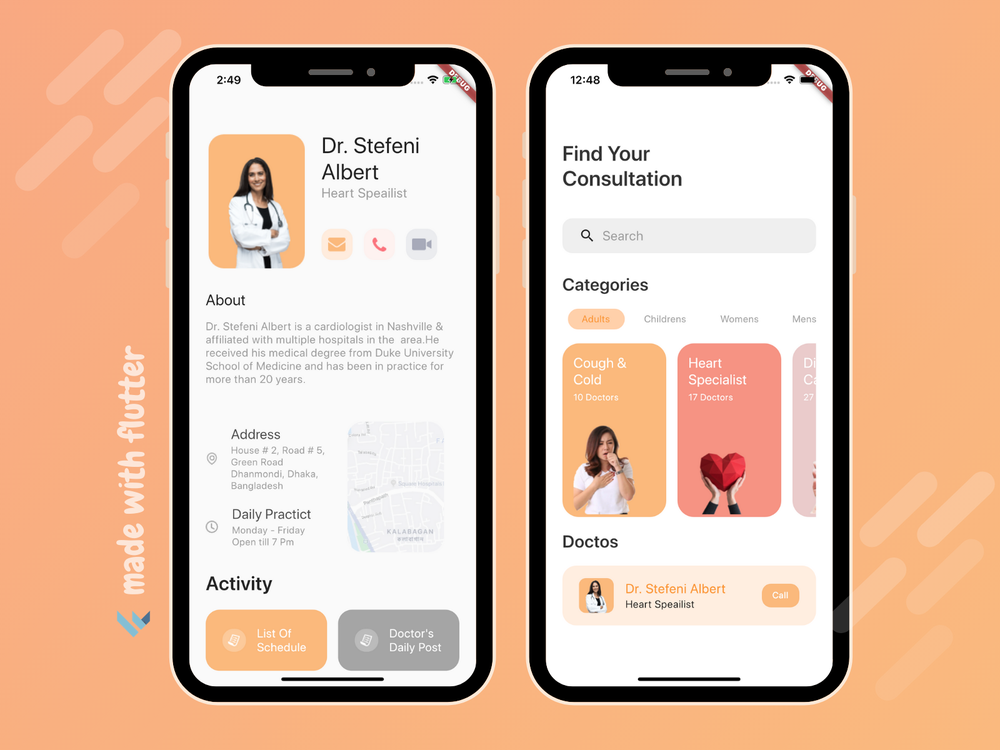 made with flutter
2:49
DEBUG
Dr. Stefeni
Albert
Heart Speailist
About
Dr. Stefeni Albert is a cardiologist in Nashville &
affiliated with multiple hospitals in the  area.He
received his medical degree from Duke University
School of Medicine and has been in practice for
more than 20 years.
Address
House # 2, Road # 5,
Green Road
Dhanmondi, Dhaka,
Bangladesh
Daily Practict
Monday - Friday
Open till 7 Pm
Square Hospitals
Panthapath
KALABAGAN
কলাবাগান
Activity
List Of
Schedule
Doctor's
Daily Post
12:48
DEBUG
Find Your
Consultation
Search
Categories
Adults
Childrens
Womens
Mens
Cough &
Cold
10 Doctors
Heart
Specialist
17 Doctors
Di
Ca
27
Doctos
Dr. Stefeni Albert
Heart Speailist
Call